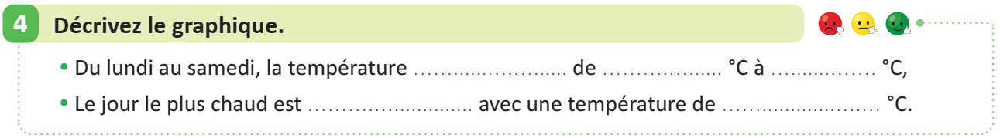 4 Décrivez le graphique.
• Du lundi au samedi, la température .............................. de ...................... °C à .................... °C,
• Le jour le plus chaud est .............................. avec une température de .............................. °C.